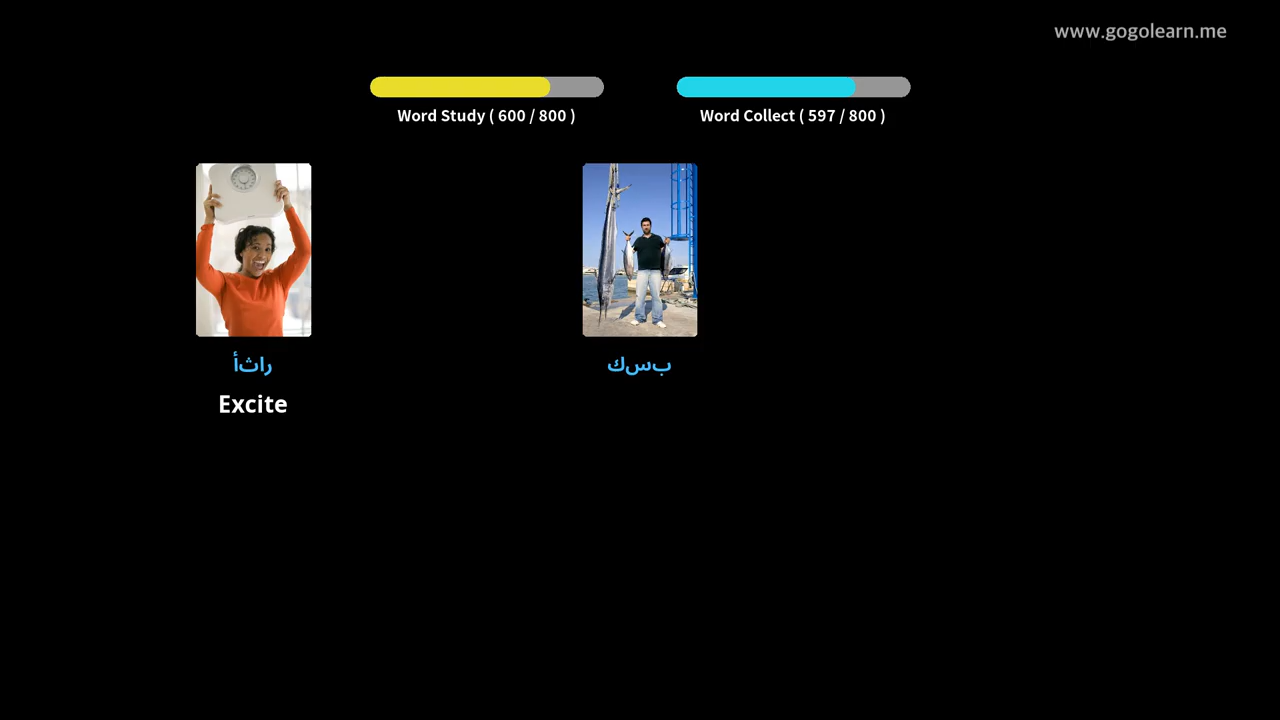 www.gogolearn.me
Word Study ( 600 / 800 )
Word Collect ( 597 / 800 )
راثأ
بسك
Excite